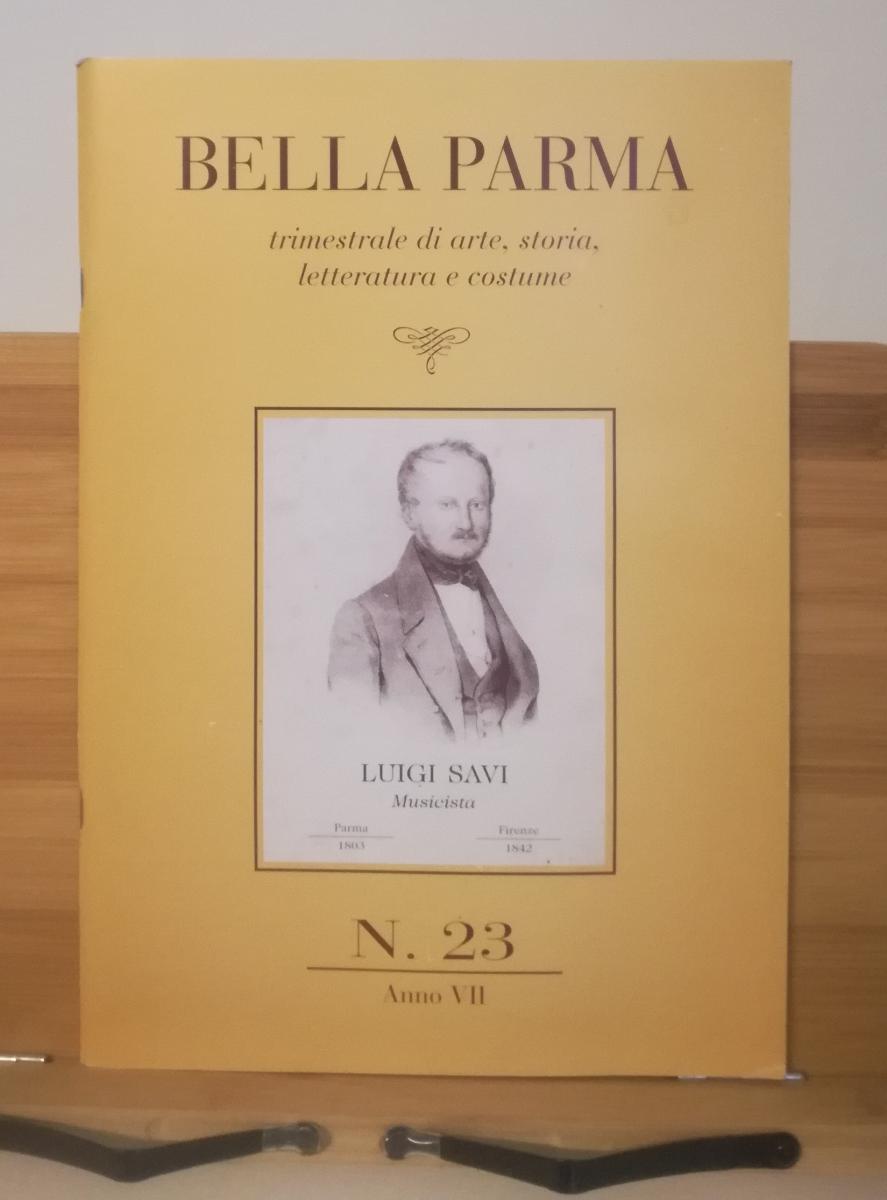 BELLA PARMA
trimestrale di arte, storia,
letteratura e costume
LUIGI SAVI
Musicista
Parma
1803
Firenze
1842
N. 23
Anno VII